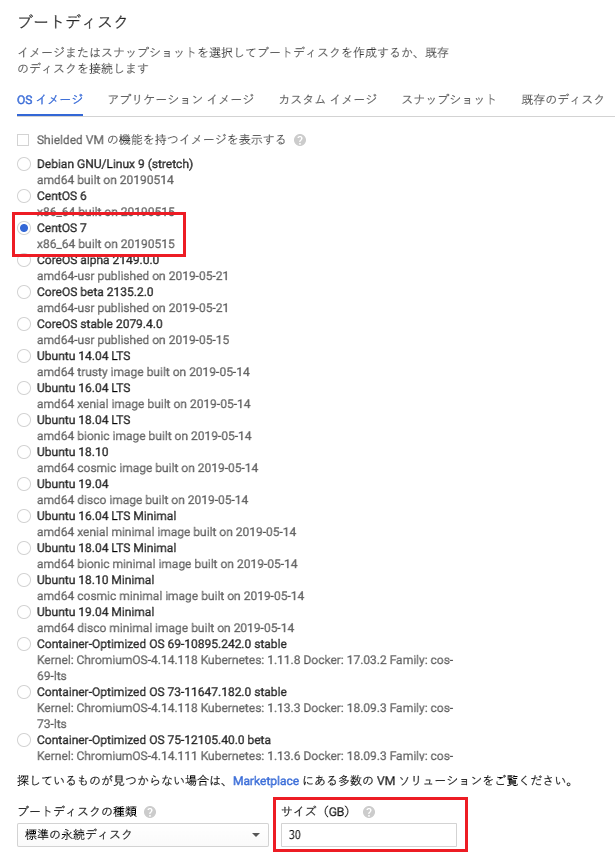 ブートディスク
イメージまたはスナップショットを選択してブートディスクを作成するか、既存
のディスクを接続します
OS イメージ アプリケーション イメージ カスタム イメージ スナップショット 既存のディスク
Shielded VM の機能を持つイメージを表示する ?
Debian GNU/Linux 9 (stretch)
amd64 built on 20190514
CentOS 6
x86_64 built on 20190515
CentOS 7
x86_64 built on 20190515
CoreOS alpha 2149.0.0
amd64-usr published on 2019-05-21
CoreOS beta 2135.2.0
amd64-usr published on 2019-05-21
CoreOS stable 2079.4.0
amd64-usr published on 2019-05-15
Ubuntu 14.04 LTS
amd64 trusty image built on 2019-05-14
Ubuntu 16.04 LTS
amd64 xenial image built on 2019-05-14
Ubuntu 18.04 LTS
amd64 bionic image built on 2019-05-14
Ubuntu 18.10
amd64 cosmic image built on 2019-05-14
Ubuntu 19.04
amd64 disco image built on 2019-05-14
Ubuntu 16.04 LTS Minimal
amd64 xenial minimal image built on 2019-05-14
Ubuntu 18.04 LTS Minimal
amd64 bionic minimal image built on 2019-05-14
Ubuntu 18.10 Minimal
amd64 cosmic minimal image built on 2019-05-14
Ubuntu 19.04 Minimal
amd64 disco minimal image built on 2019-05-14
Container-Optimized OS 69-10895.242.0 stable
Kernel: ChromiumOS-4.14.118 Kubernetes: 1.11.8 Docker: 17.03.2 Family: cos-
69-lts
Container-Optimized OS 73-11647.182.0 stable
Kernel: ChromiumOS-4.14.118 Kubernetes: 1.13.3 Docker: 18.09.3 Family: cos-
73-lts
Container-Optimized OS 75-12105.40.0 beta
Kernel: ChromiumOS-4.14.111 Kubernetes: 1.13.6 Docker: 18.09.3 Family: cos-
探しているものが見つからない場合は、Marketplace にある多数の VM ソリューションをご覧ください。
ブートディスクの種類 ? サイズ（GB） ?
標準の永続ディスク 30